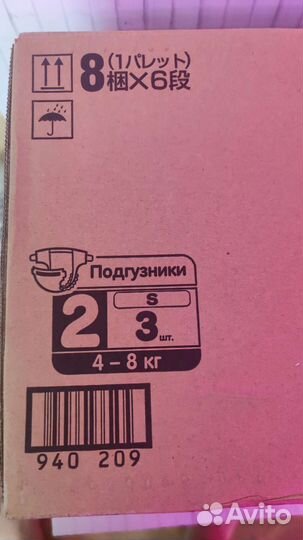 (1パレット)
8梱×6段
Подгузники
2
S
3 шт.
4 – 8 кг
940 209
Avito